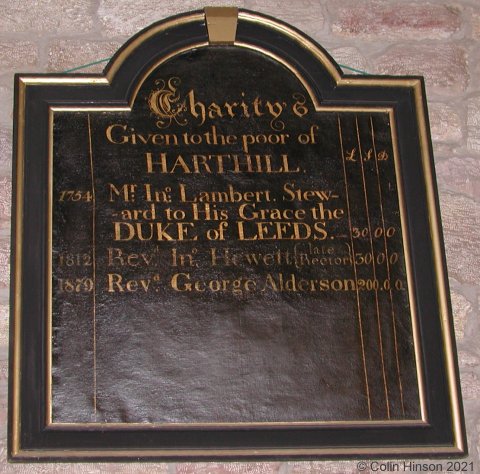 Charitys
Given to the poor of
HARTHILL.
L S D
1754 Mr. Jno. Lambert. Stew-
-ard to His Grace the
DUKE of LEEDS. 30.0.0
1812 Revd. Jno. Hewett (late Rector) 30.0.0
1879 Revd. George Alderson 200.0.0.
©Colin Hinson 2021